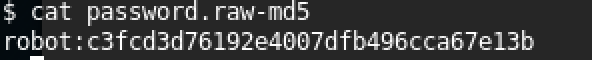 $ cat password.raw-md5
robot:c3fcd3d76192e4007dfb496cca67e13b